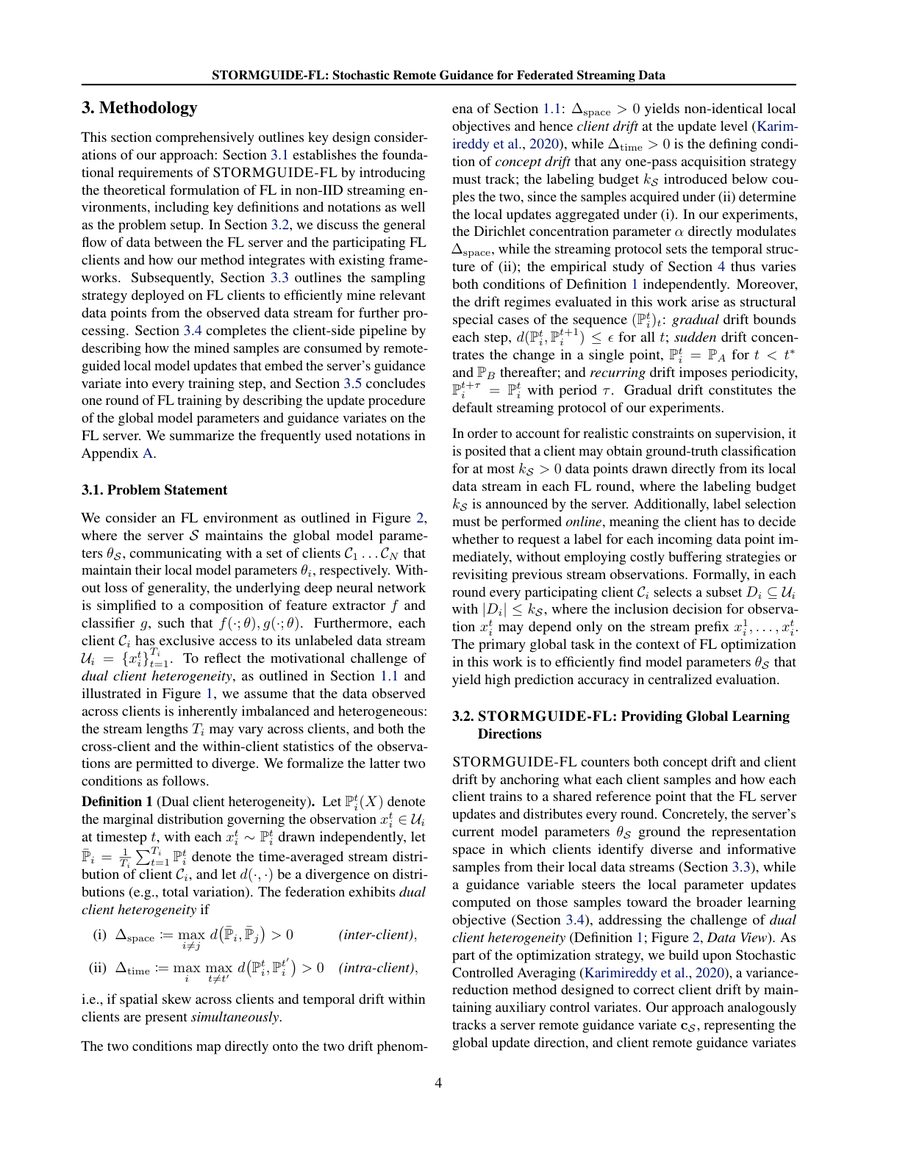 STORMGUIDE-FL: Stochastic Remote Guidance for Federated Streaming Data
3. Methodology
This section comprehensively outlines key design consider-
ations of our approach: Section 3.1 establishes the founda-
tional requirements of STORMGUIDE-FL by introducing
the theoretical formulation of FL in non-IID streaming en-
vironments, including key definitions and notations as well
as the problem setup. In Section 3.2, we discuss the general
flow of data between the FL server and the participating FL
clients and how our method integrates with existing frame-
works. Subsequently, Section 3.3 outlines the sampling
strategy deployed on FL clients to efficiently mine relevant
data points from the observed data stream for further pro-
cessing. Section 3.4 completes the client-side pipeline by
describing how the mined samples are consumed by remote-
guided local model updates that embed the server's guidance
variate into every training step, and Section 3.5 concludes
one round of FL training by describing the update procedure
of the global model parameters and guidance variates on the
FL server. We summarize the frequently used notations in
Appendix A.
3.1. Problem Statement
We consider an FL environment as outlined in Figure 2,
where the server S maintains the global model parame-
ters θ_S, communicating with a set of clients C_1 … C_N that
maintain their local model parameters θ_i, respectively. With-
out loss of generality, the underlying deep neural network
is simplified to a composition of feature extractor f and
classifier g, such that f(·; θ), g(·; θ). Furthermore, each
client C_i has exclusive access to its unlabeled data stream
U_i = {x_i^t}_{t=1}^{T_i}. To reflect the motivational challenge of
dual client heterogeneity, as outlined in Section 1.1 and
illustrated in Figure 1, we assume that the data observed
across clients is inherently imbalanced and heterogeneous:
the stream lengths T_i may vary across clients, and both the
cross-client and the within-client statistics of the observa-
tions are permitted to diverge. We formalize the latter two
conditions as follows.
Definition 1 (Dual client heterogeneity). Let ℙ_i^t(X) denote
the marginal distribution governing the observation x_i^t ∈ U_i
at timestep t, with each x_i^t ∼ ℙ_i^t drawn independently, let
ℙ̄_i = 1/T_i ∑_{t=1}^{T_i} ℙ_i^t denote the time-averaged stream distri-
bution of client C_i, and let d(·, ·) be a divergence on distri-
butions (e.g., total variation). The federation exhibits dual
client heterogeneity if
(i) Δ_space := max_{i≠j} d(ℙ̄_i, ℙ̄_j) > 0 (inter-client),
(ii) Δ_time := max_i max_{t≠t′} d(ℙ_i^t, ℙ_i^{t′}) > 0 (intra-client),
i.e., if spatial skew across clients and temporal drift within
clients are present simultaneously.
The two conditions map directly onto the two drift phenom-
ena of Section 1.1: Δ_space > 0 yields non-identical local
objectives and hence client drift at the update level (Karim-
ireddy et al., 2020), while Δ_time > 0 is the defining condi-
tion of concept drift that any one-pass acquisition strategy
must track; the labeling budget k_S introduced below cou-
ples the two, since the samples acquired under (ii) determine
the local updates aggregated under (i). In our experiments,
the Dirichlet concentration parameter α directly modulates
Δ_space, while the streaming protocol sets the temporal struc-
ture of (ii); the empirical study of Section 4 thus varies
both conditions of Definition 1 independently. Moreover,
the drift regimes evaluated in this work arise as structural
special cases of the sequence (ℙ_i^t)_t: gradual drift bounds
each step, d(ℙ_i^t, ℙ_i^{t+1}) ≤ ϵ for all t; sudden drift concen-
trates the change in a single point, ℙ_i^t = ℙ_A for t < t*
and ℙ_B thereafter; and recurring drift imposes periodicity,
ℙ_i^{t+τ} = ℙ_i^t with period τ. Gradual drift constitutes the
default streaming protocol of our experiments.
In order to account for realistic constraints on supervision, it
is posited that a client may obtain ground-truth classification
for at most k_S > 0 data points drawn directly from its local
data stream in each FL round, where the labeling budget
k_S is announced by the server. Additionally, label selection
must be performed online, meaning the client has to decide
whether to request a label for each incoming data point im-
mediately, without employing costly buffering strategies or
revisiting previous stream observations. Formally, in each
round every participating client C_i selects a subset D_i ⊆ U_i
with |D_i| ≤ k_S, where the inclusion decision for observa-
tion x_i^t may depend only on the stream prefix x_i^1, …, x_i^t.
The primary global task in the context of FL optimization
in this work is to efficiently find model parameters θ_S that
yield high prediction accuracy in centralized evaluation.
3.2. STORMGUIDE-FL: Providing Global Learning
Directions
STORMGUIDE-FL counters both concept drift and client
drift by anchoring what each client samples and how each
client trains to a shared reference point that the FL server
updates and distributes every round. Concretely, the server's
current model parameters θ_S ground the representation
space in which clients identify diverse and informative
samples from their local data streams (Section 3.3), while
a guidance variable steers the local parameter updates
computed on those samples toward the broader learning
objective (Section 3.4), addressing the challenge of dual
client heterogeneity (Definition 1; Figure 2, Data View). As
part of the optimization strategy, we build upon Stochastic
Controlled Averaging (Karimireddy et al., 2020), a variance-
reduction method designed to correct client drift by main-
taining auxiliary control variates. Our approach analogously
tracks a server remote guidance variate c_S, representing the
global update direction, and client remote guidance variates
4